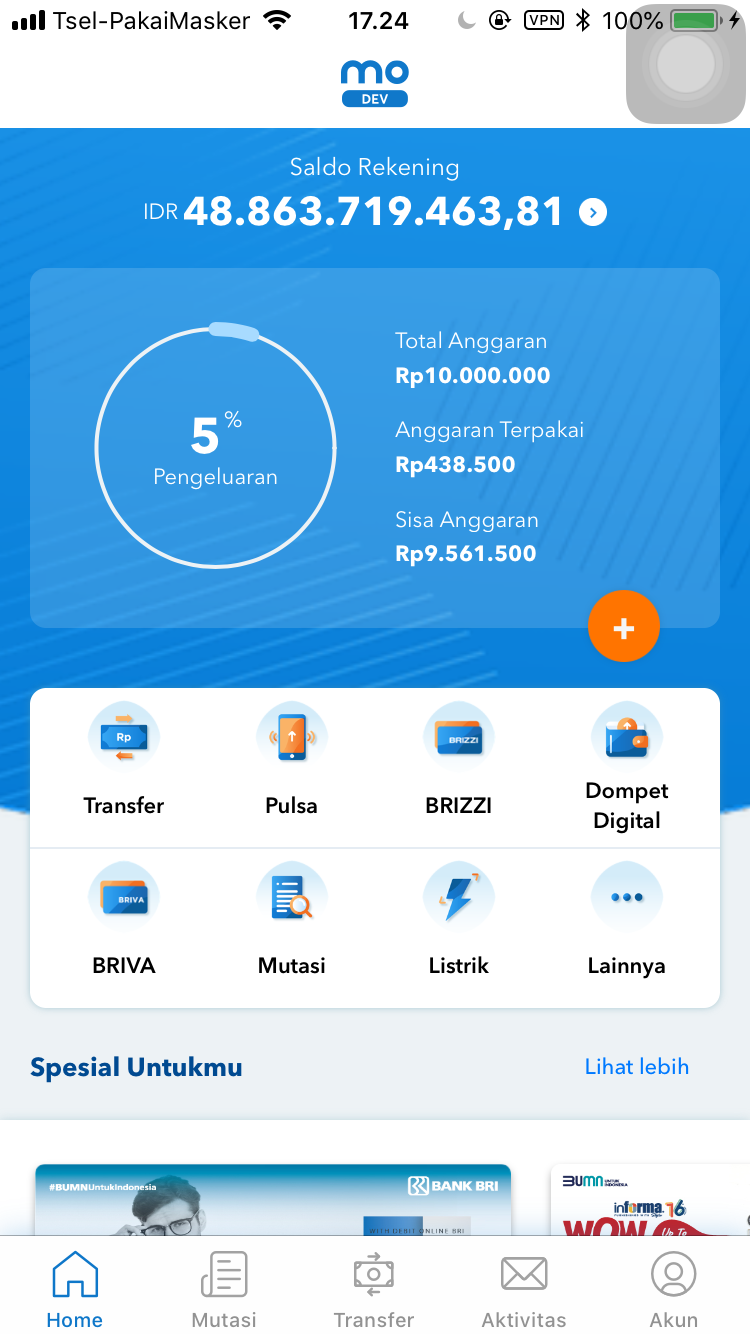 Tsel-PakaiMasker 17.24 VPN 100%
mo
DEV
Saldo Rekening
IDR 48.863.719.463,81
5 %
Pengeluaran
Total Anggaran
Rp10.000.000
Anggaran Terpakai
Rp438.500
Sisa Anggaran
Rp9.561.500
+
Rp
BRIZZI
Transfer Pulsa BRIZZI Dompet Digital
BRIVA
BRIVA Mutasi Listrik Lainnya
Spesial Untukmu Lihat lebih
#BUMNUntukIndonesia BANK BRI
WITH DEBIT ONLINE BRI
BUMN UNTUK INDONESIA
informa 16
WOW Up To
Home Mutasi Transfer Aktivitas Akun